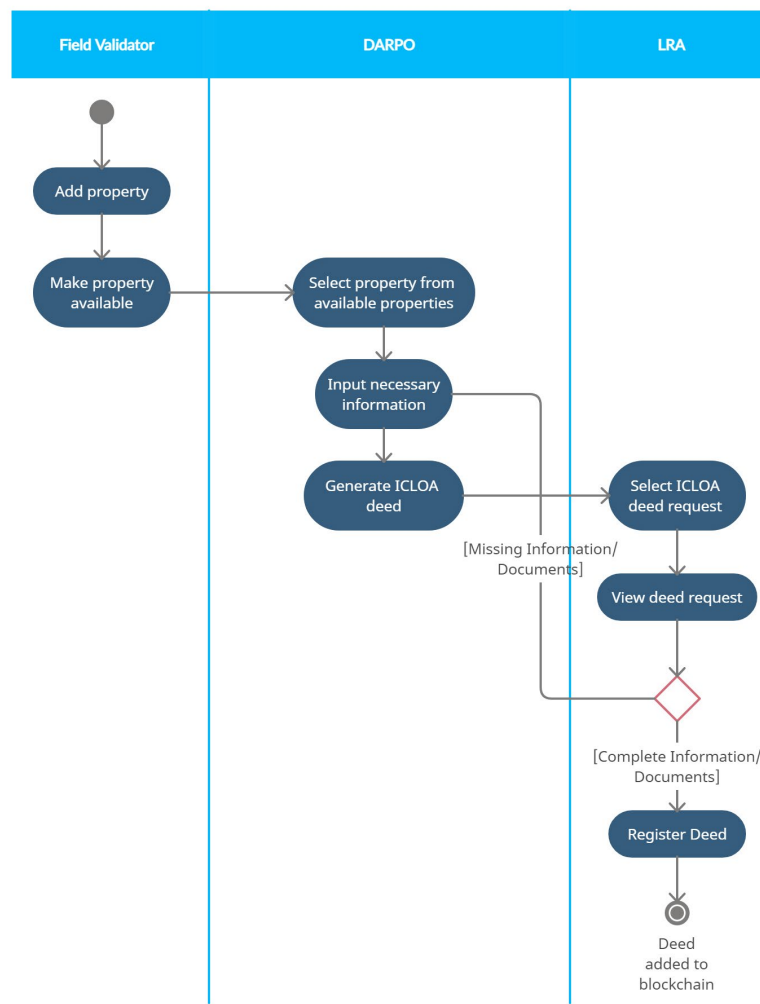 Field Validator
DARPO
LRA
Add property
Make property
available
Select property from
available properties
Input necessary
information
Generate ICLOA
deed
Select ICLOA
deed request
[Missing Information/
Documents]
View deed request
[Complete Information/
Documents]
Register Deed
Deed
added to
blockchain